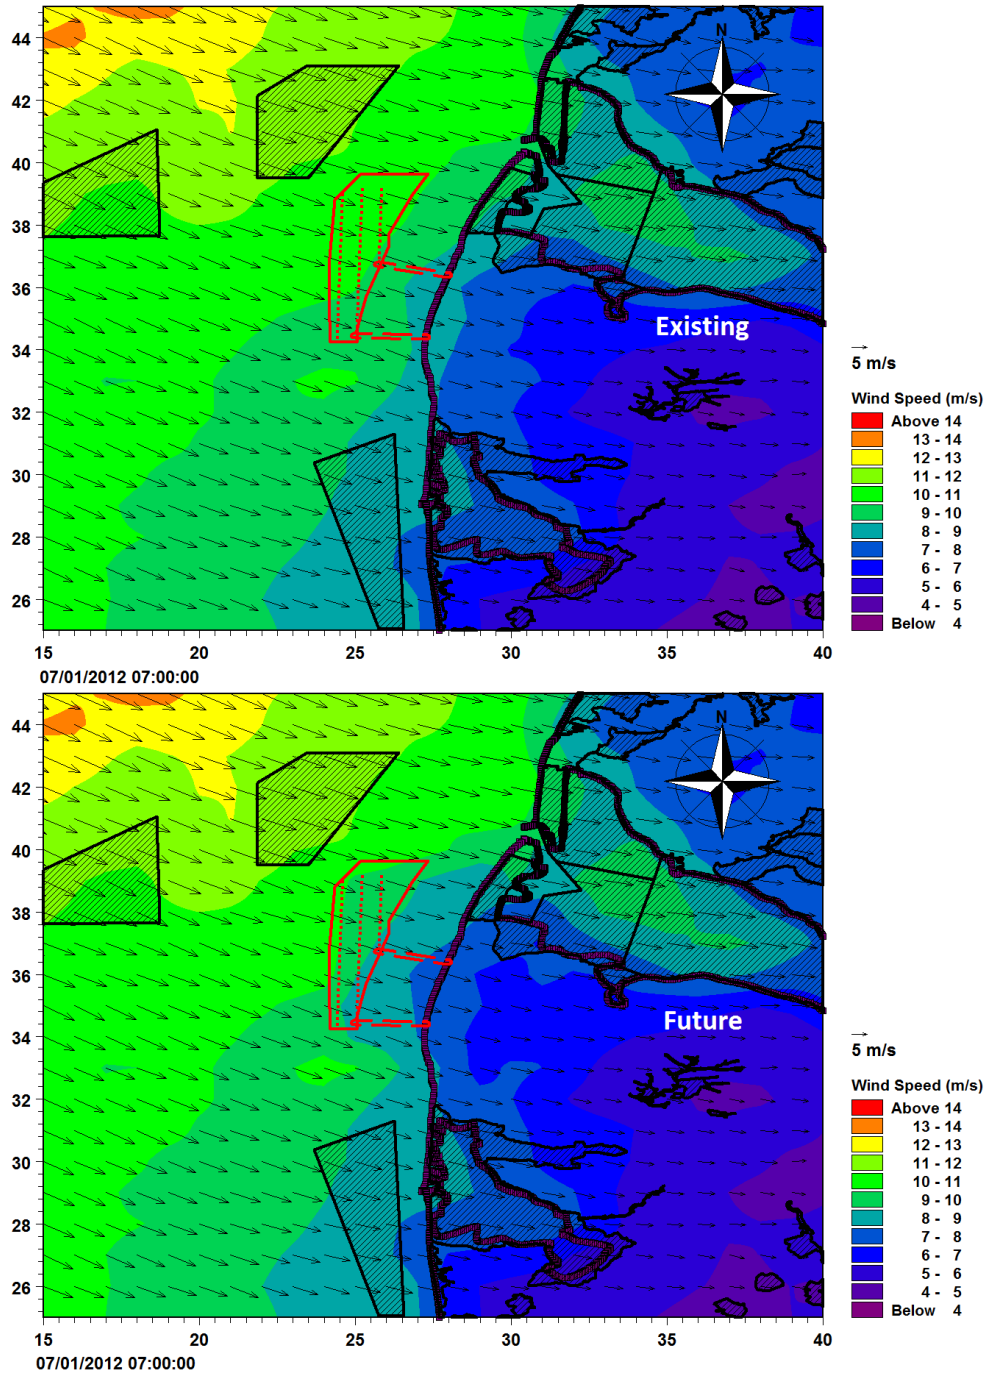 44
42
40
38
36
34
32
30
28
26
N
Existing
5 m/s
Wind Speed (m/s)
Above 14
13 - 14
12 - 13
11 - 12
10 - 11
9 - 10
8 - 9
7 - 8
6 - 7
5 - 6
4 - 5
Below 4
15 20 25 30 35 40
07/01/2012 07:00:00
44
42
40
38
36
34
32
30
28
26
N
Future
5 m/s
Wind Speed (m/s)
Above 14
13 - 14
12 - 13
11 - 12
10 - 11
9 - 10
8 - 9
7 - 8
6 - 7
5 - 6
4 - 5
Below 4
15 20 25 30 35 40
07/01/2012 07:00:00